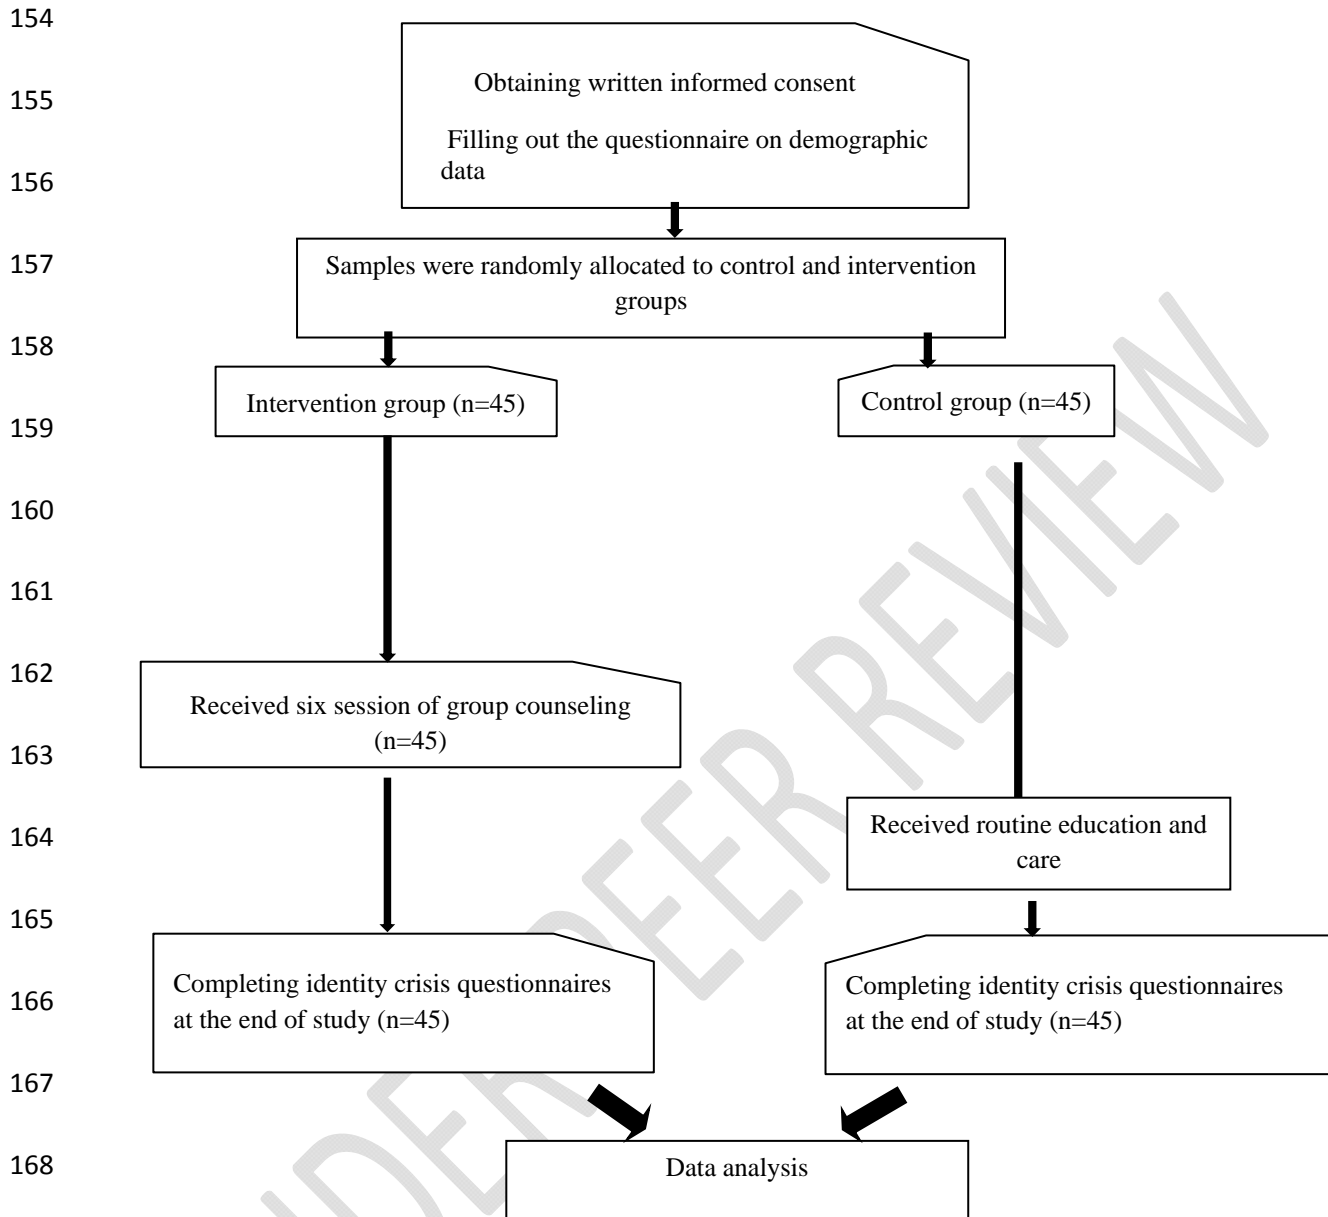 154
Obtaining written informed consent
155
Filling out the questionnaire on demographic
data
156
157
Samples were randomly allocated to control and intervention
groups
158
Intervention group (n=45)
Control group (n=45)
159
160
161
162
Received six session of group counseling
(n=45)
163
164
Received routine education and
care
165
Completing identity crisis questionnaires
at the end of study (n=45)
166
Completing identity crisis questionnaires
at the end of study (n=45)
167
168
Data analysis
NDER PEER REVIEW